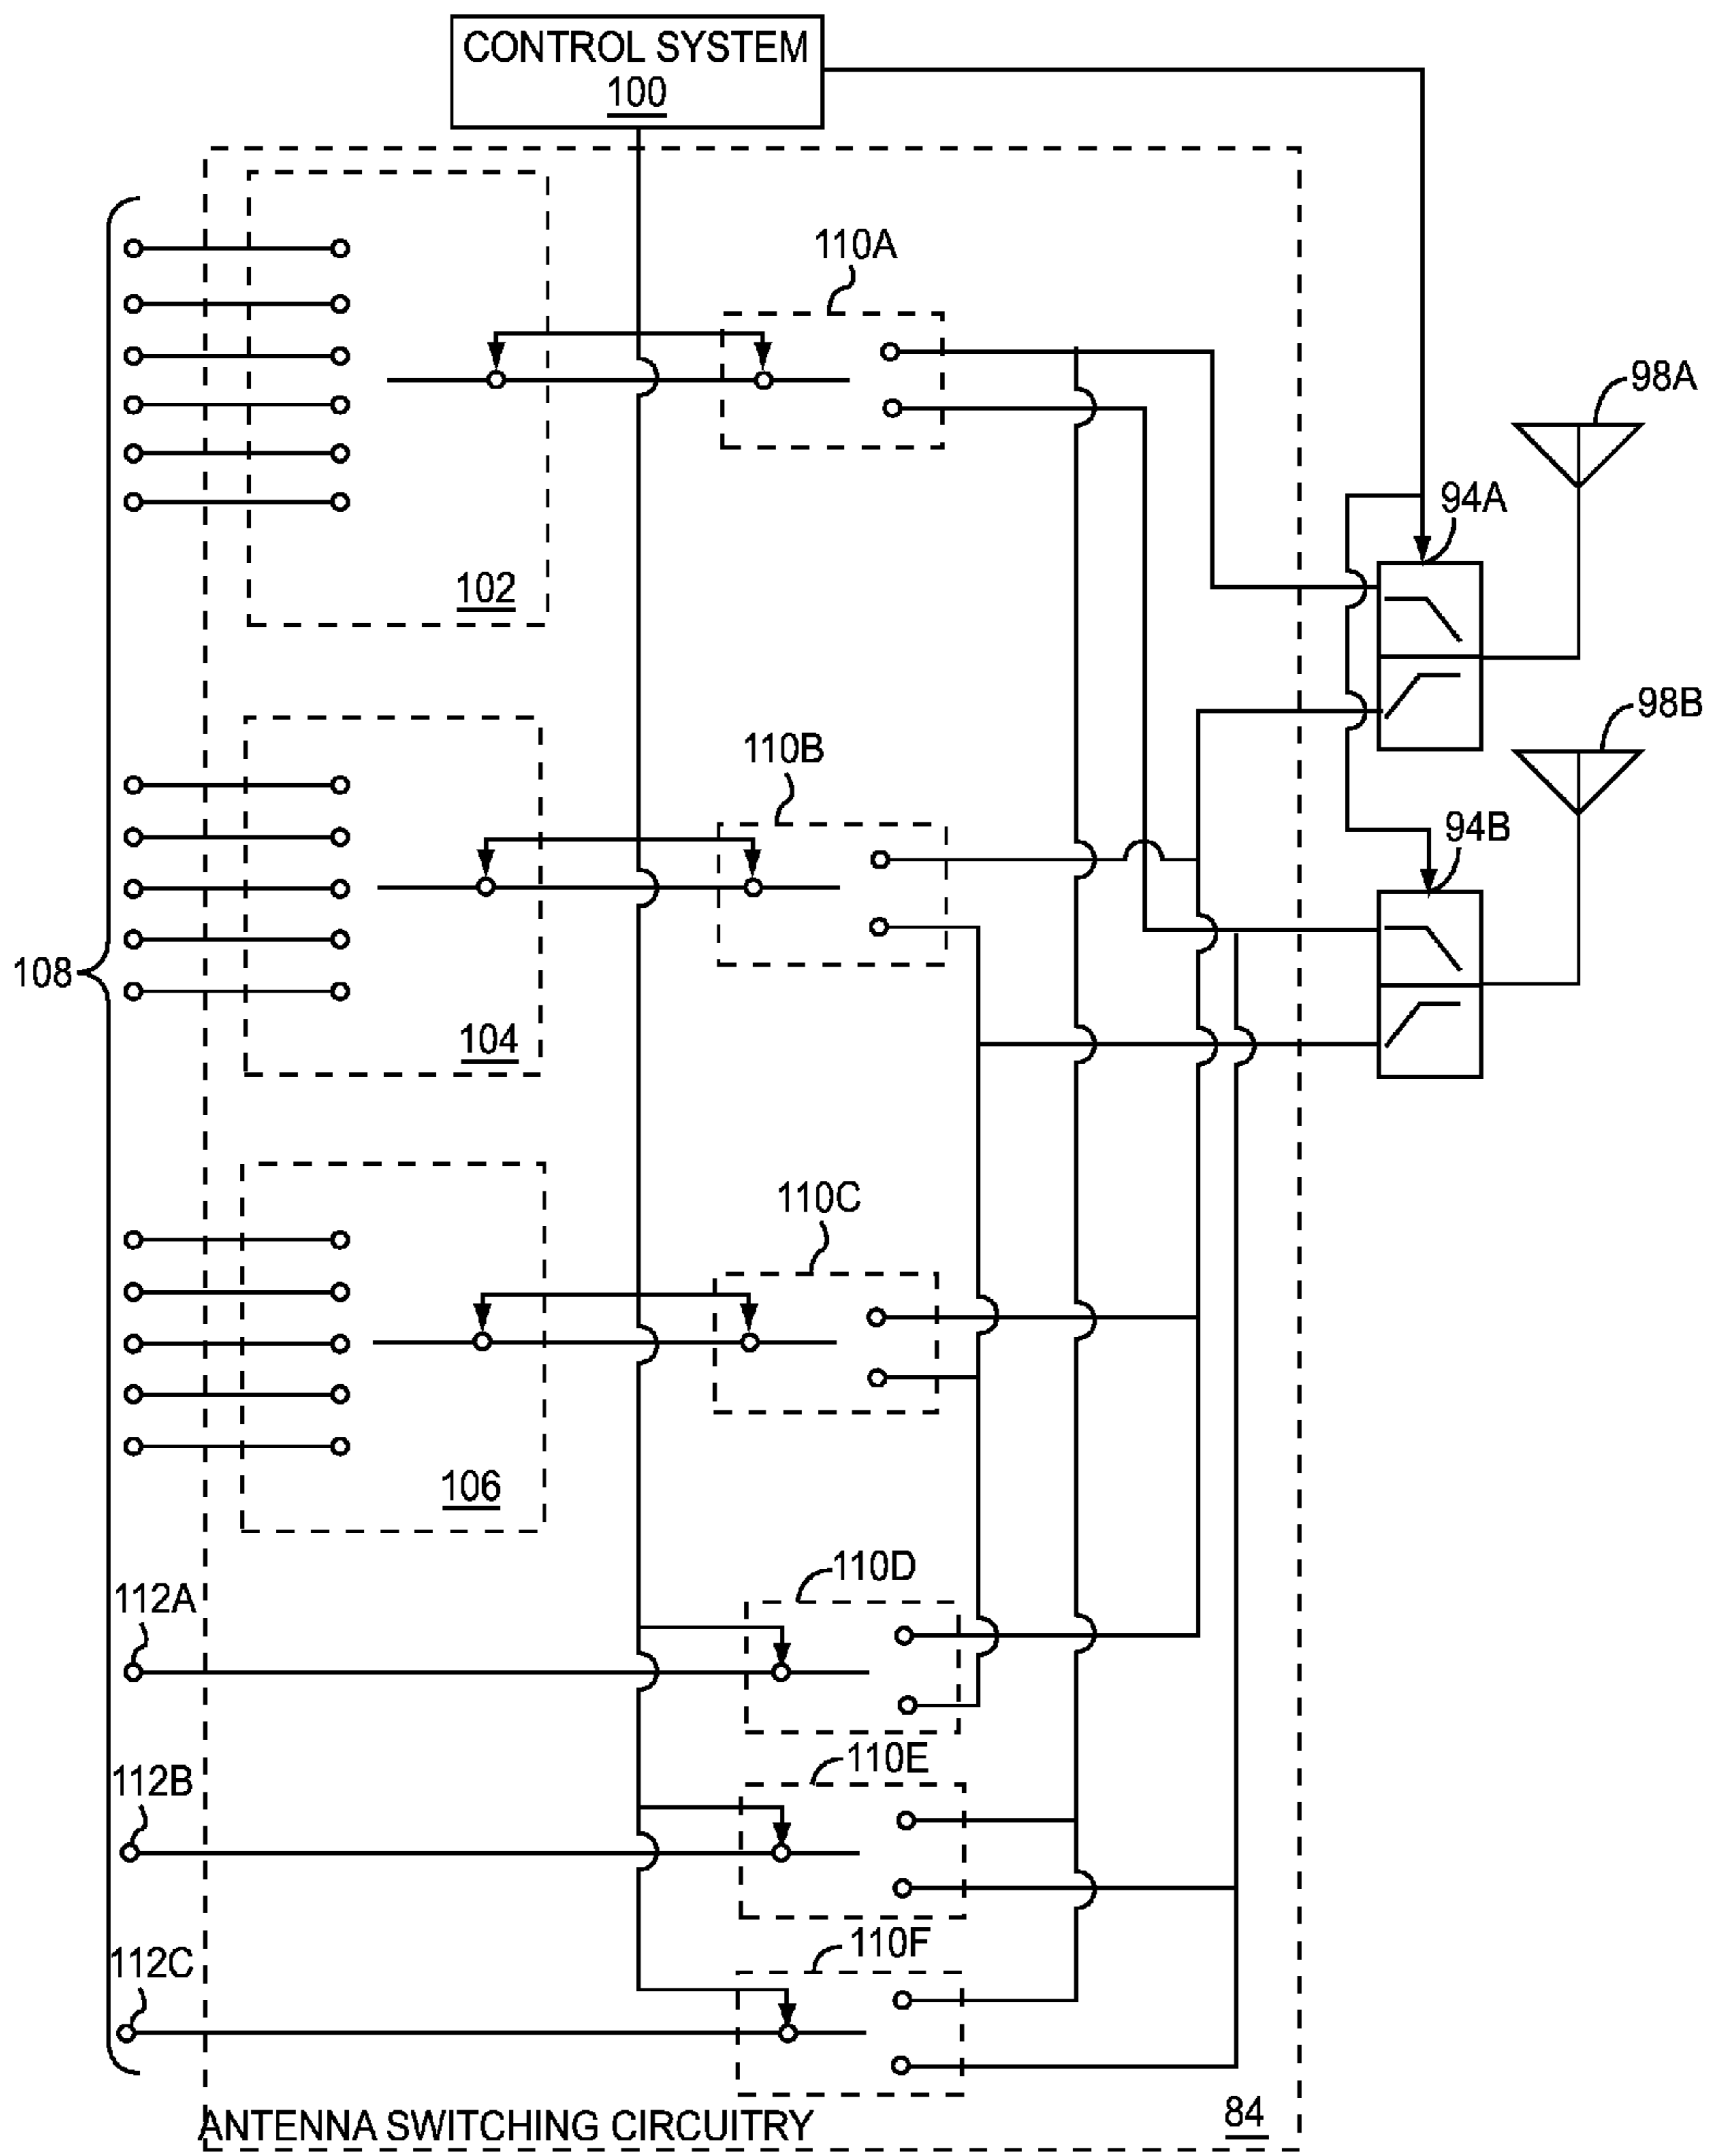 CONTROL SYSTEM
100
110A
98A
94A
102
98B
110B
94B
108
104
110C
106
110D
112A
110E
112B
110F
112C
ANTENNA SWITCHING CIRCUITRY
84